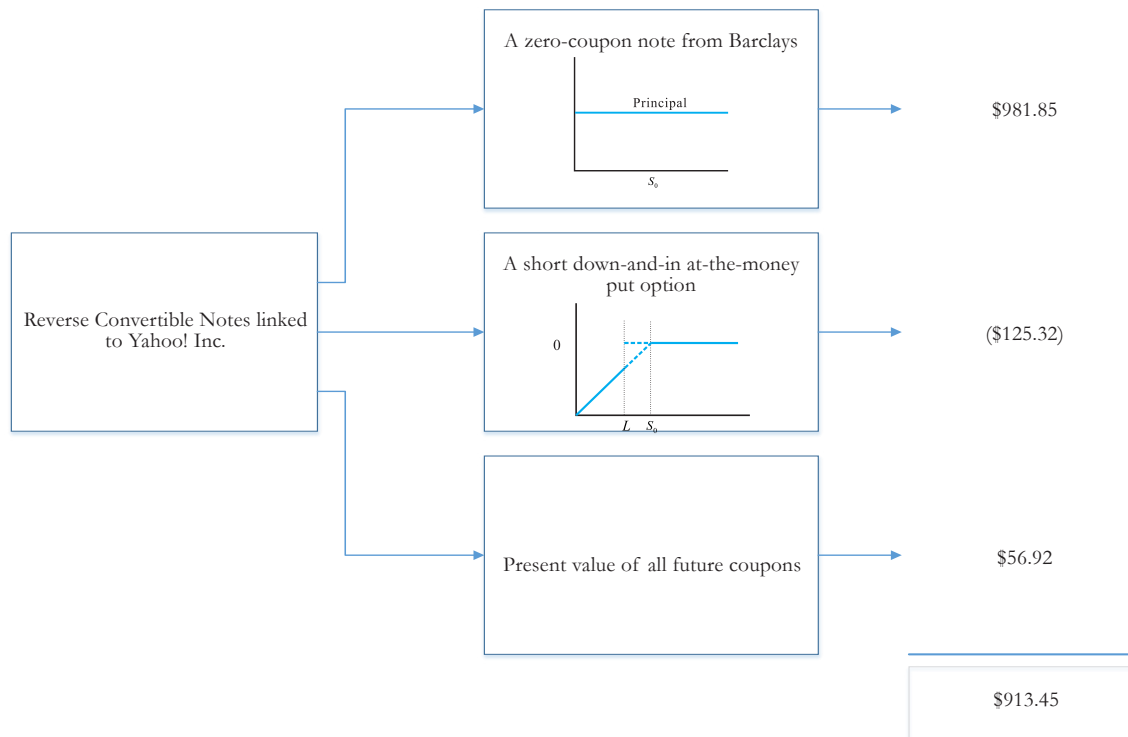 A zero-coupon note from Barclays
Principal
S₀
$981.85
Reverse Convertible Notes linked
to Yahoo! Inc.
A short down-and-in at-the-money
put option
0
L S₀
($125.32)
Present value of all future coupons
$56.92
$913.45